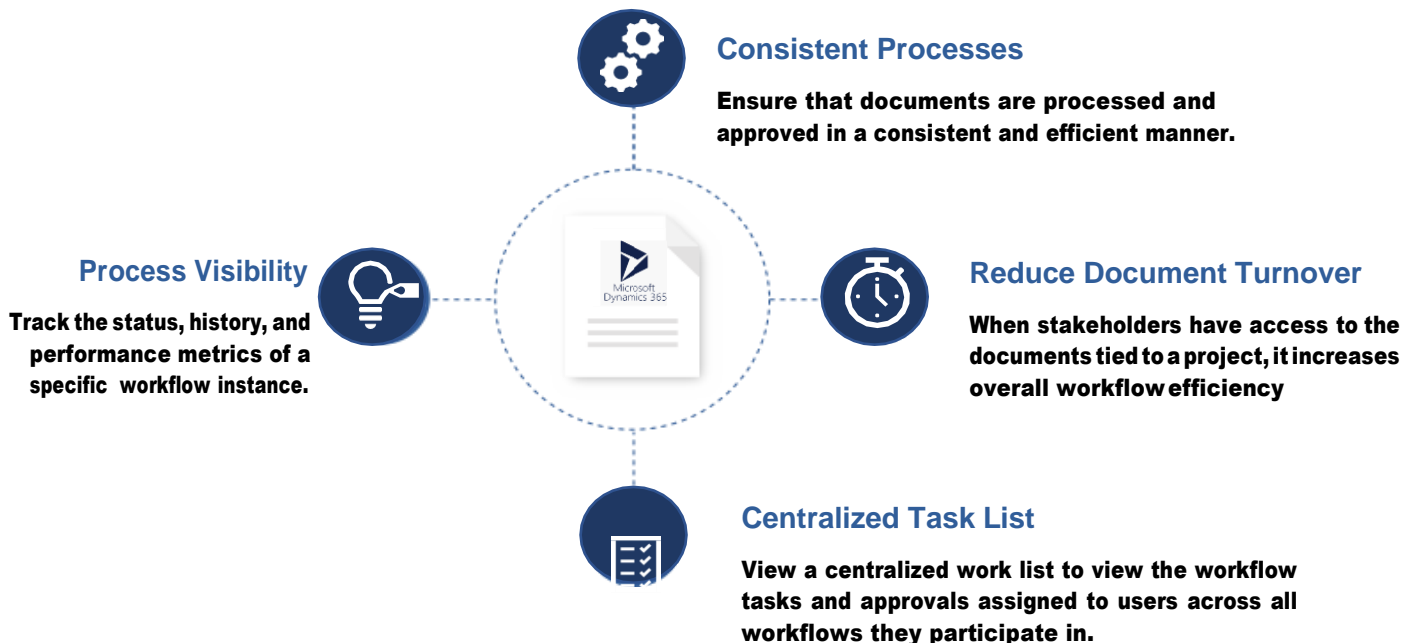 Consistent Processes
Ensure that documents are processed and
approved in a consistent and efficient manner.
Process Visibility
Track the status, history, and
performance metrics of a
specific workflow instance.
Microsoft
Dynamics 365
Reduce Document Turnover
When stakeholders have access to the
documents tied to a project, it increases
overall workflow efficiency
Centralized Task List
View a centralized work list to view the workflow
tasks and approvals assigned to users across all
workflows they participate in.